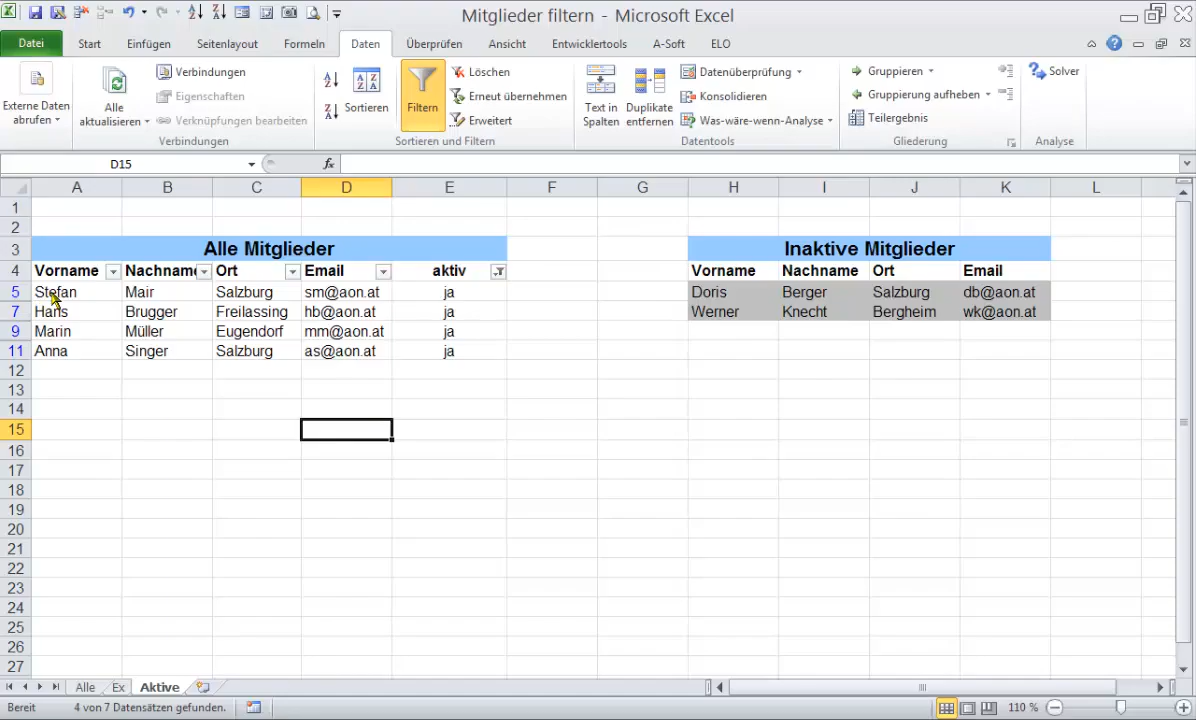 Mitglieder filtern - Microsoft Excel
Datei Start Einfügen Seitenlayout Formeln Daten Überprüfen Ansicht Entwicklertools A-Soft ELO
Externe Daten abrufen
Alle aktualisieren
Verbindungen
Eigenschaften
Verknüpfungen bearbeiten
Verbindungen
Sortieren
Filtern
Löschen
Erneut übernehmen
Erweitert
Sortieren und Filtern
Text in Spalten
Duplikate entfernen
Datenüberprüfung
Konsolidieren
Was-wäre-wenn-Analyse
Datentools
Gruppieren
Gruppierung aufheben
Teilergebnis
Gliederung
Solver
Analyse
D15 fx
A B C D E F G H I J K L
1
2
3 Alle Mitglieder Inaktive Mitglieder
4 Vorname Nachname Ort Email aktiv Vorname Nachname Ort Email
5 Stefan Mair Salzburg sm@aon.at ja Doris Berger Salzburg db@aon.at
7 Hans Brugger Freilassing hb@aon.at ja Werner Knecht Bergheim wk@aon.at
9 Marin Müller Eugendorf mm@aon.at ja
11 Anna Singer Salzburg as@aon.at ja
12
13
14
15
16
17
18
19
20
21
22
23
24
25
26
27
Alle Ex Aktive
Bereit 4 von 7 Datensätzen gefunden. 110 %